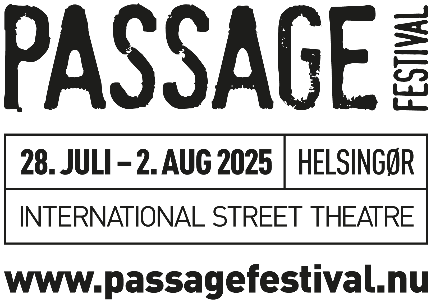 PASSAGE
FESTIVAL
28. JULI – 2. AUG 2025 HELSINGØR
INTERNATIONAL STREET THEATRE
www.passagefestival.nu